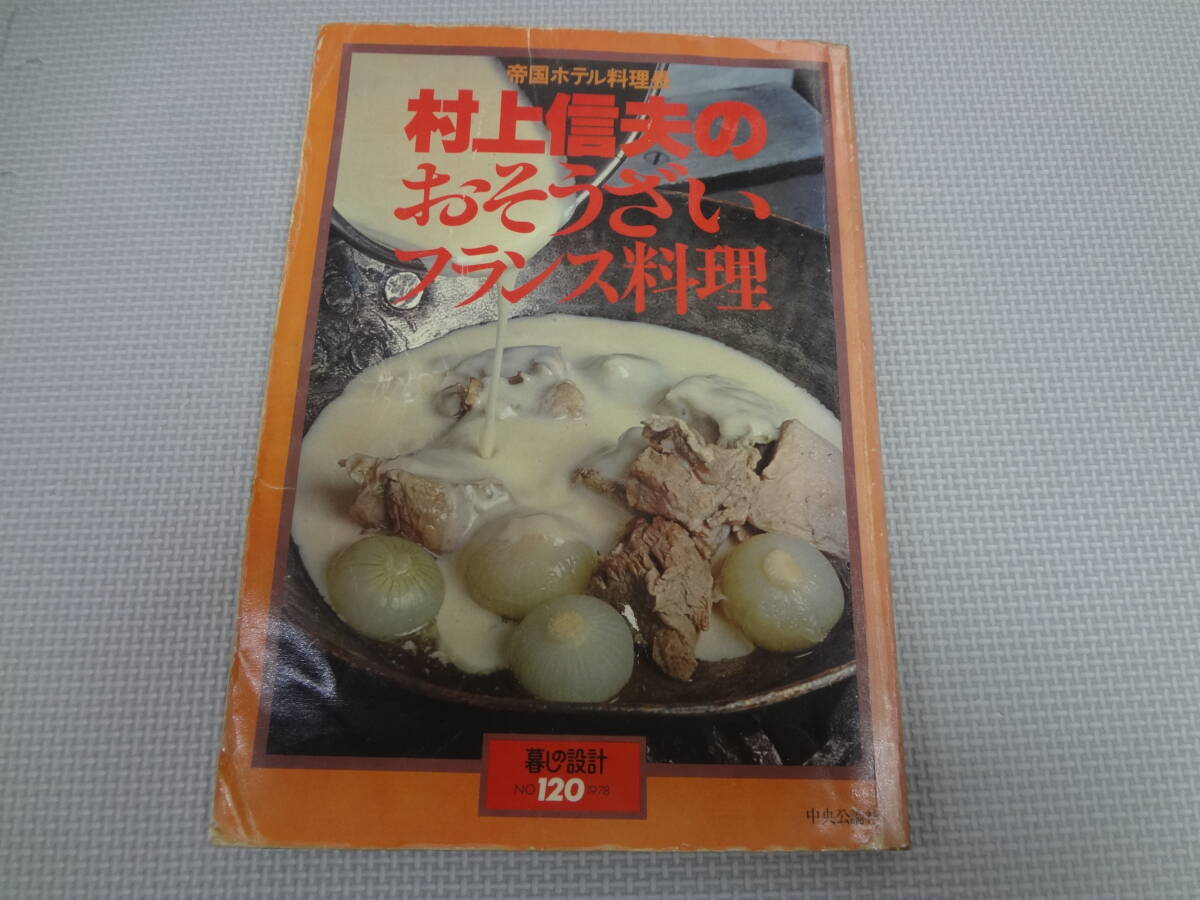 帝国ホテル料理長
村上信夫の
おそうざい
フランス料理
暮しの設計
NO 120 1978
中央公論社